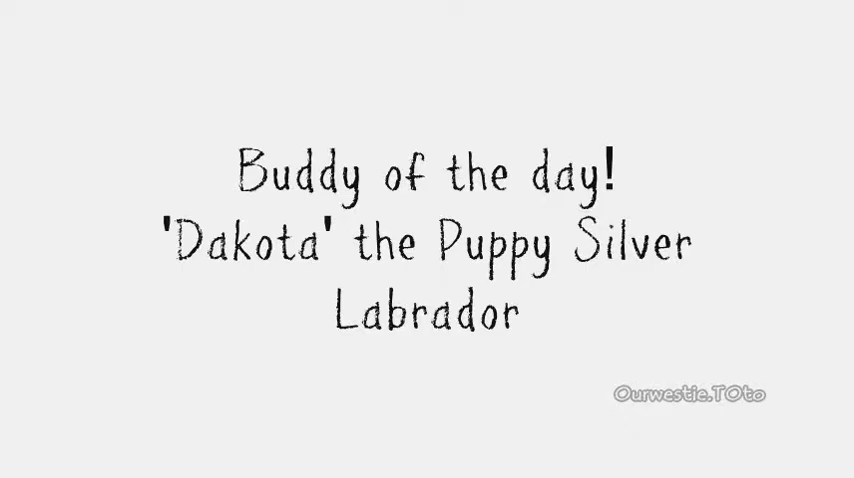 Buddy of the day!
'Dakota' the Puppy Silver
Labrador
Ourwestie.TOto